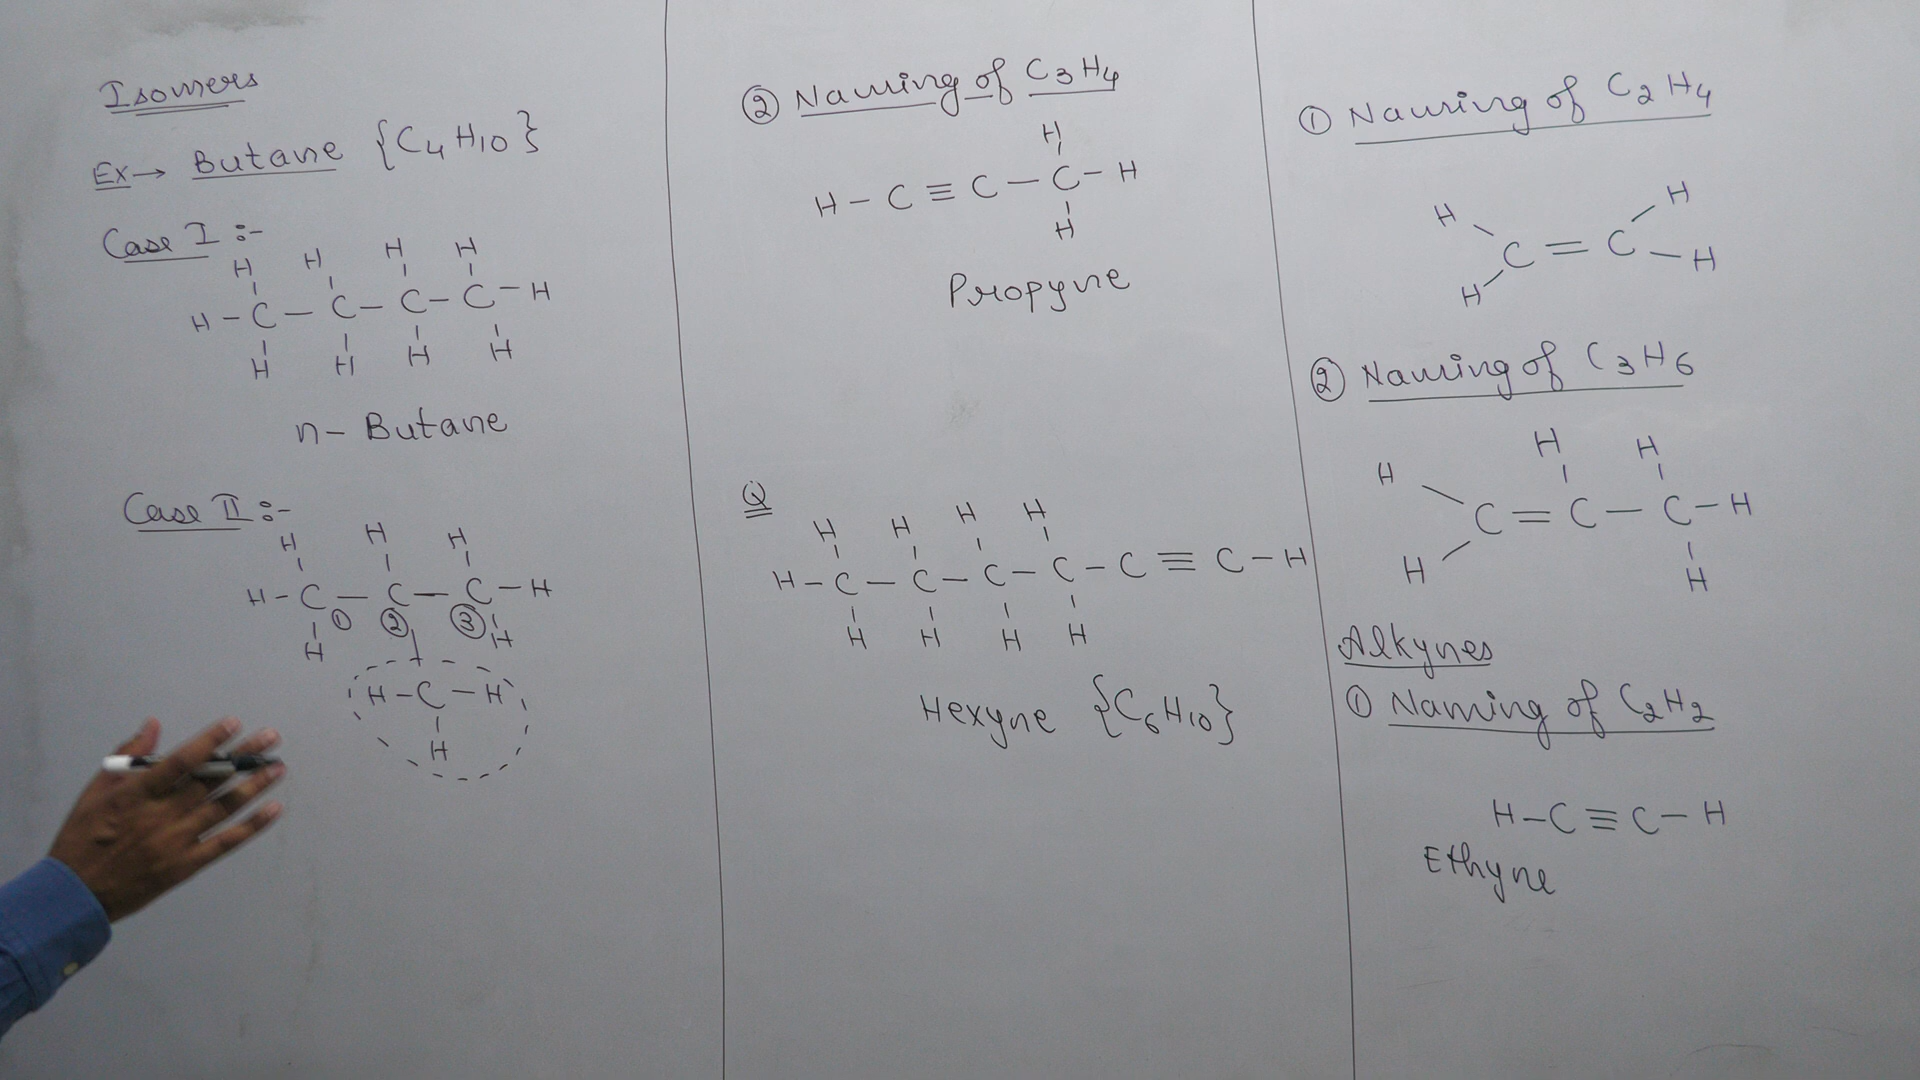 Isomers
Ex→ Butane {C4H10}
Case I :-
H H H H
H - C - C - C - C - H
H H H H
n- Butane
Case II :-
H H H
H - C - C - C - H
① ② ③
H H
H - C - H
H
② Naming of C3H4
H
H - C ≡ C - C - H
H
Propyne
Q
H H H H
H - C - C - C - C - C ≡ C - H
H H H H
Hexyne {C6H10}
① Naming of C2H4
H H
C = C
H H
② Naming of C3H6
H H H
C = C - C - H
H H
Alkynes
① Naming of C2H2
H - C ≡ C - H
Ethyne